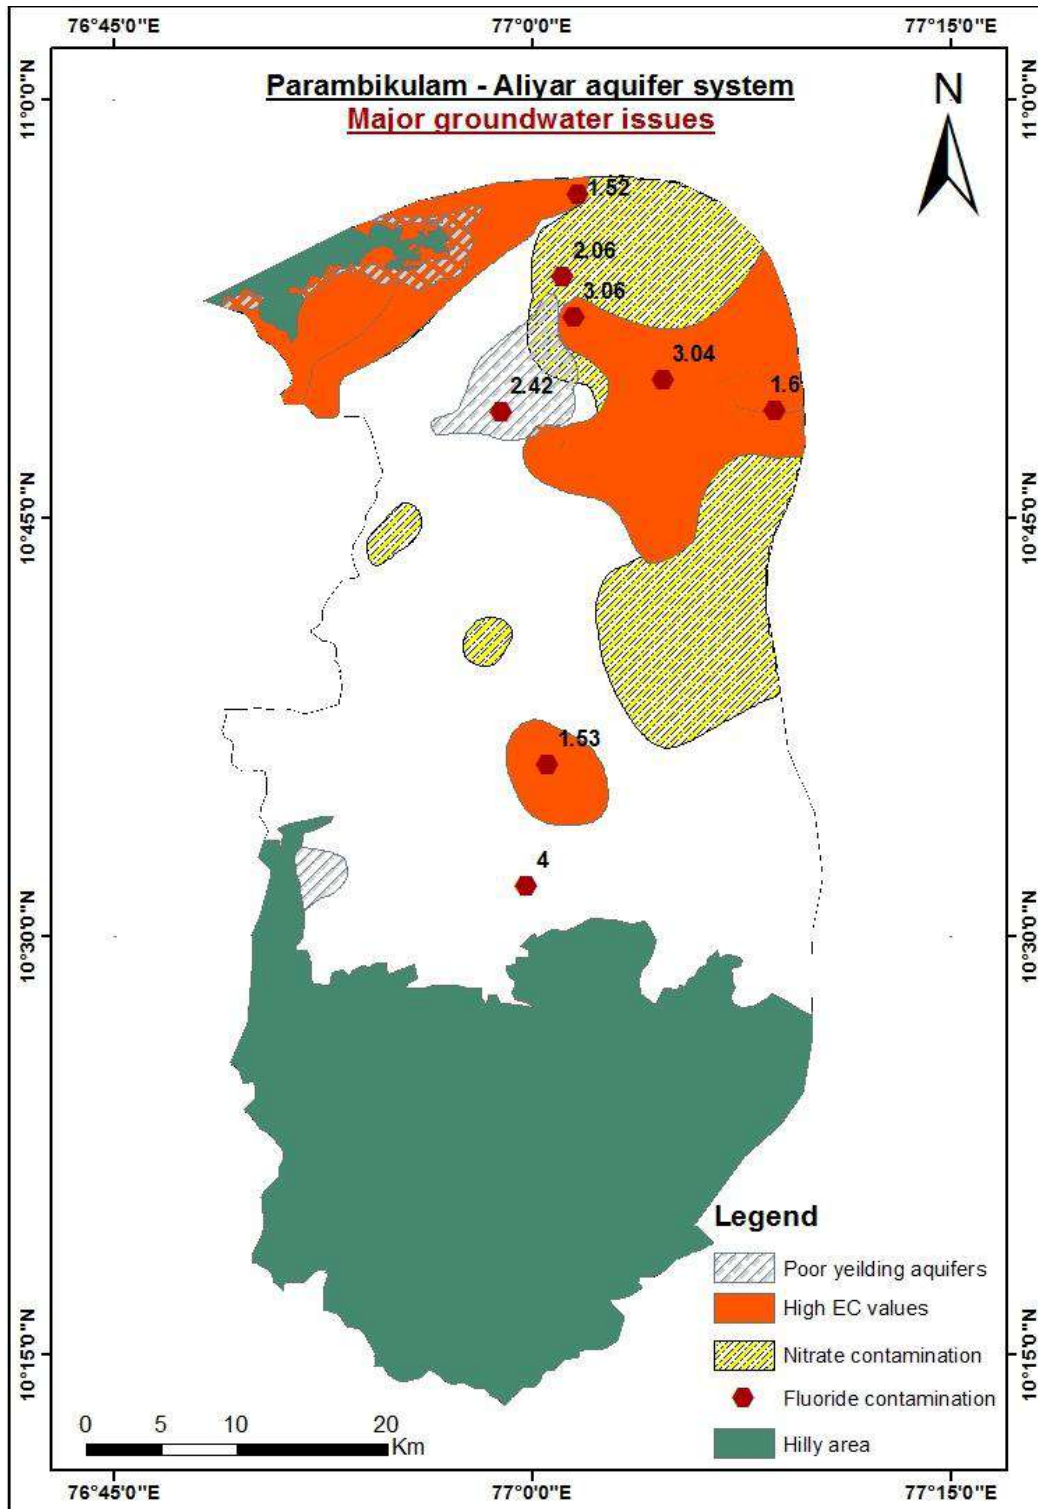 76°45'0"E 77°0'0"E 77°15'0"E
Parambikulam - Aliyar aquifer system
Major groundwater issues
N
11°0'0"N 11°0'0"N
1.52
2.06
3.06
3.04
2.42
1.6
10°45'0"N 10°45'0"N
1.53
4
10°30'0"N 10°30'0"N
Legend
Poor yeilding aquifers
High EC values
Nitrate contamination
Fluoride contamination
Hilly area
10°15'0"N 10°15'0"N
0 5 10 20
Km
76°45'0"E 77°0'0"E 77°15'0"E